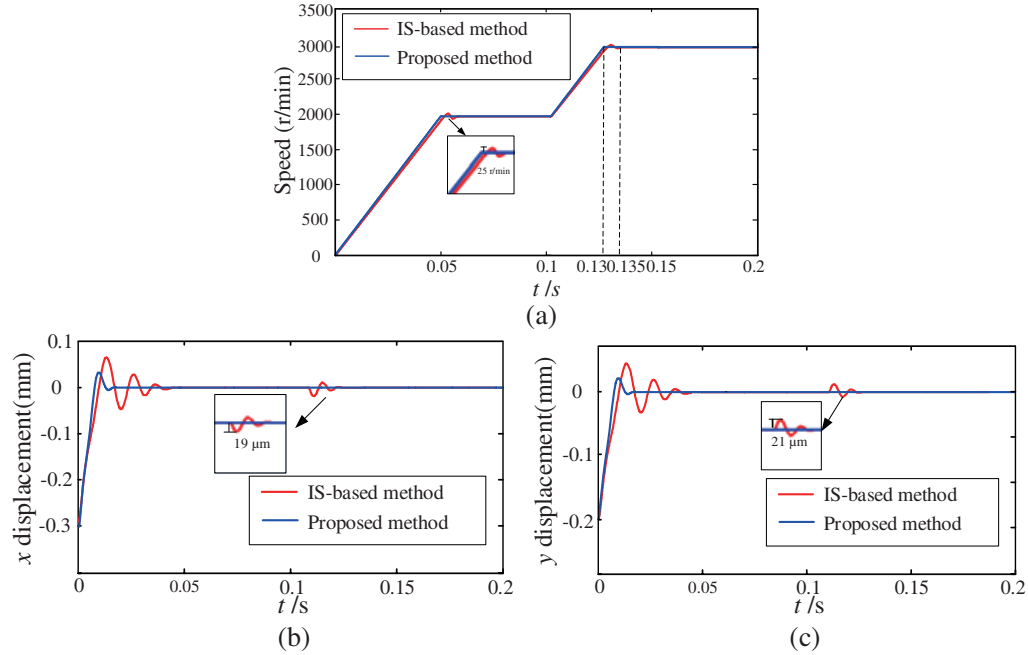 IS-based method
Proposed method
Speed (r/min)
3500
3000
2500
2000
1500
1000
500
0
25 r/min
0.05
0.1
0.13
0.135
0.15
0.2
t /s
(a)
x displacement(mm)
0.1
0
-0.1
-0.2
-0.3
19 μm
IS-based method
Proposed method
0
0.05
0.1
0.15
0.2
t /s
(b)
y displacement(mm)
0
-0.1
-0.2
21 μm
IS-based method
Proposed method
0
0.05
0.1
0.15
0.2
t /s
(c)